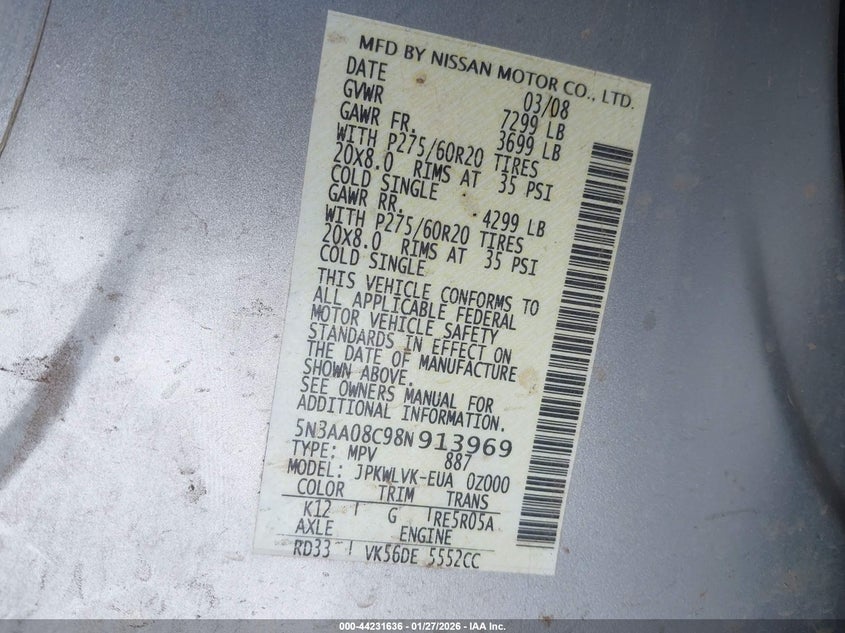 MFD BY NISSAN MOTOR CO., LTD.
DATE 03/08
GVWR 7299 LB
GAWR FR. 3699 LB
WITH P275/60R20 TIRES
20X8.0 RIMS AT 35 PSI
COLD SINGLE
GAWR RR. 4299 LB
WITH P275/60R20 TIRES
20X8.0 RIMS AT 35 PSI
COLD SINGLE
THIS VEHICLE CONFORMS TO
ALL APPLICABLE FEDERAL
MOTOR VEHICLE SAFETY
STANDARDS IN EFFECT ON
THE DATE OF MANUFACTURE
SHOWN ABOVE.
SEE OWNERS MANUAL FOR
ADDITIONAL INFORMATION.
5N3AA08C98N913969
TYPE: MPV 887
MODEL: JPKWLVK-EUA 0Z000
COLOR TRIM TRANS
K12 G RE5R05A
AXLE ENGINE
RD33 VK56DE 5552CC
000-44231636 — 01/27/2026 — IAA Inc.